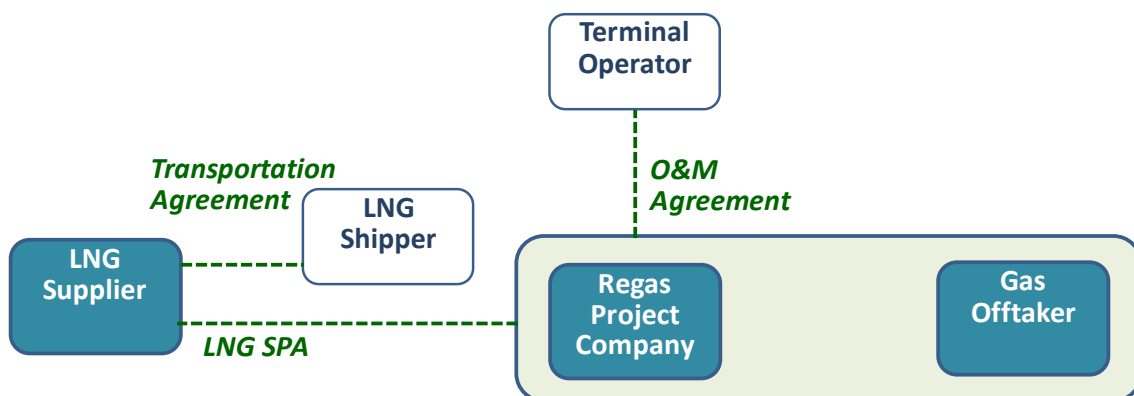 Terminal
Operator
Transportation
Agreement
O&M
Agreement
LNG
Shipper
LNG
Supplier
LNG SPA
Regas
Project
Company
Gas
Offtaker